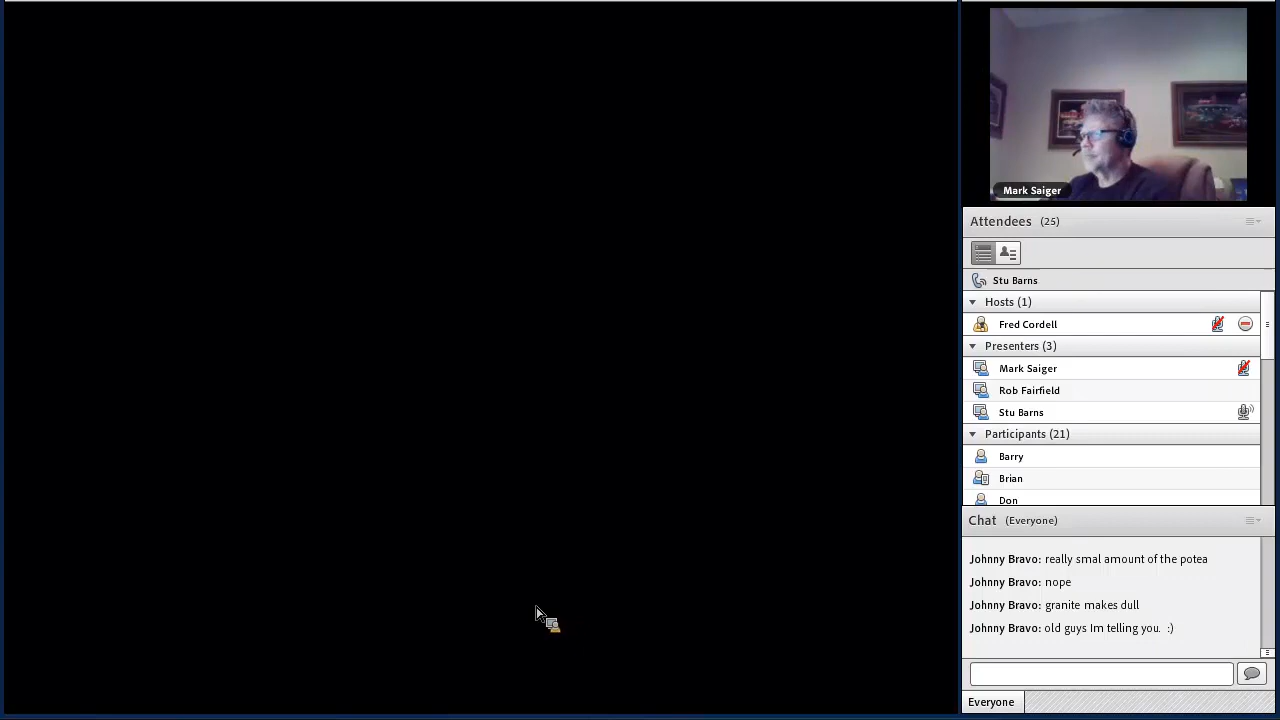 Mark Saiger
Attendees (25)
Stu Barns
Hosts (1)
Fred Cordell
Presenters (3)
Mark Saiger
Rob Fairfield
Stu Barns
Participants (21)
Barry
Brian
Don
Chat (Everyone)
Johnny Bravo: really smal amount of the potea
Johnny Bravo: nope
Johnny Bravo: granite makes dull
Johnny Bravo: old guys Im telling you. :)
Everyone